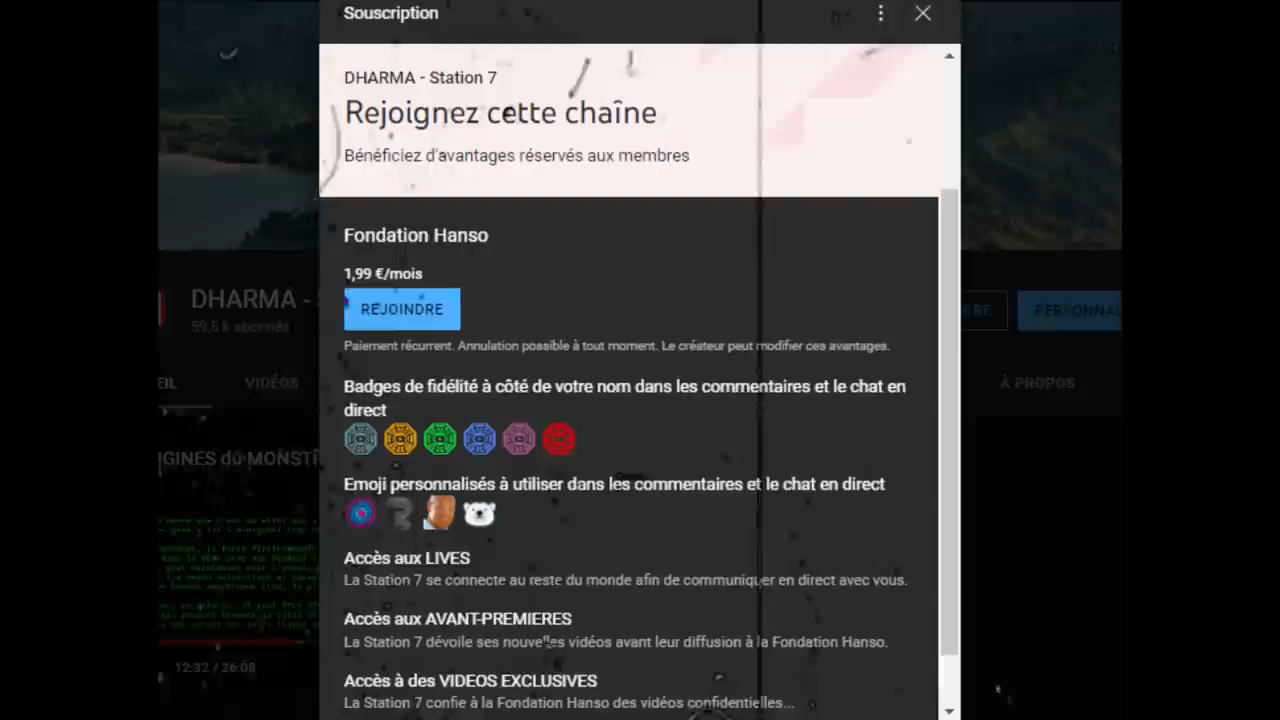 Souscription
DHARMA - Station 7
Rejoignez cette chaîne
Bénéficiez d'avantages réservés aux membres
Fondation Hanso
1,99 €/mois
REJOINDRE
Paiement récurrent. Annulation possible à tout moment. Le créateur peut modifier ces avantages.
DHARMA -
59,5 k abonnés
PERSONNAL
EIL
VIDÉOS
À PROPOS
Badges de fidélité à côté de votre nom dans les commentaires et le chat en
direct
IGINES du MONST
Emoji personnalisés à utiliser dans les commentaires et le chat en direct
Accès aux LIVES
La Station 7 se connecte au reste du monde afin de communiquer en direct avec vous.
Accès aux AVANT-PREMIERES
La Station 7 dévoile ses nouvelles vidéos avant leur diffusion à la Fondation Hanso.
12:32 / 26:08
Accès à des VIDEOS EXCLUSIVES
La Station 7 confie à la Fondation Hanso des vidéos confidentielles...